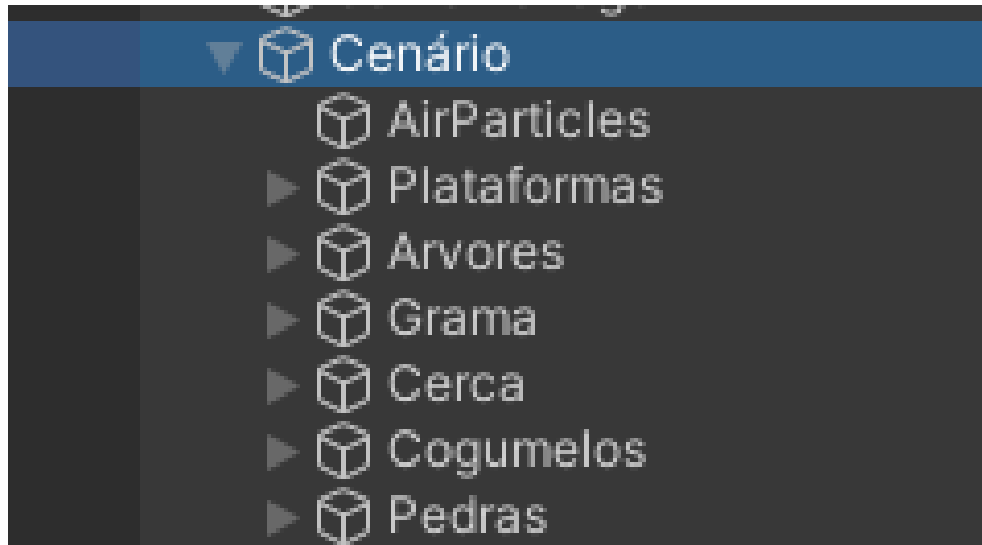 Cenário
AirParticles
Plataformas
Arvores
Grama
Cerca
Cogumelos
Pedras